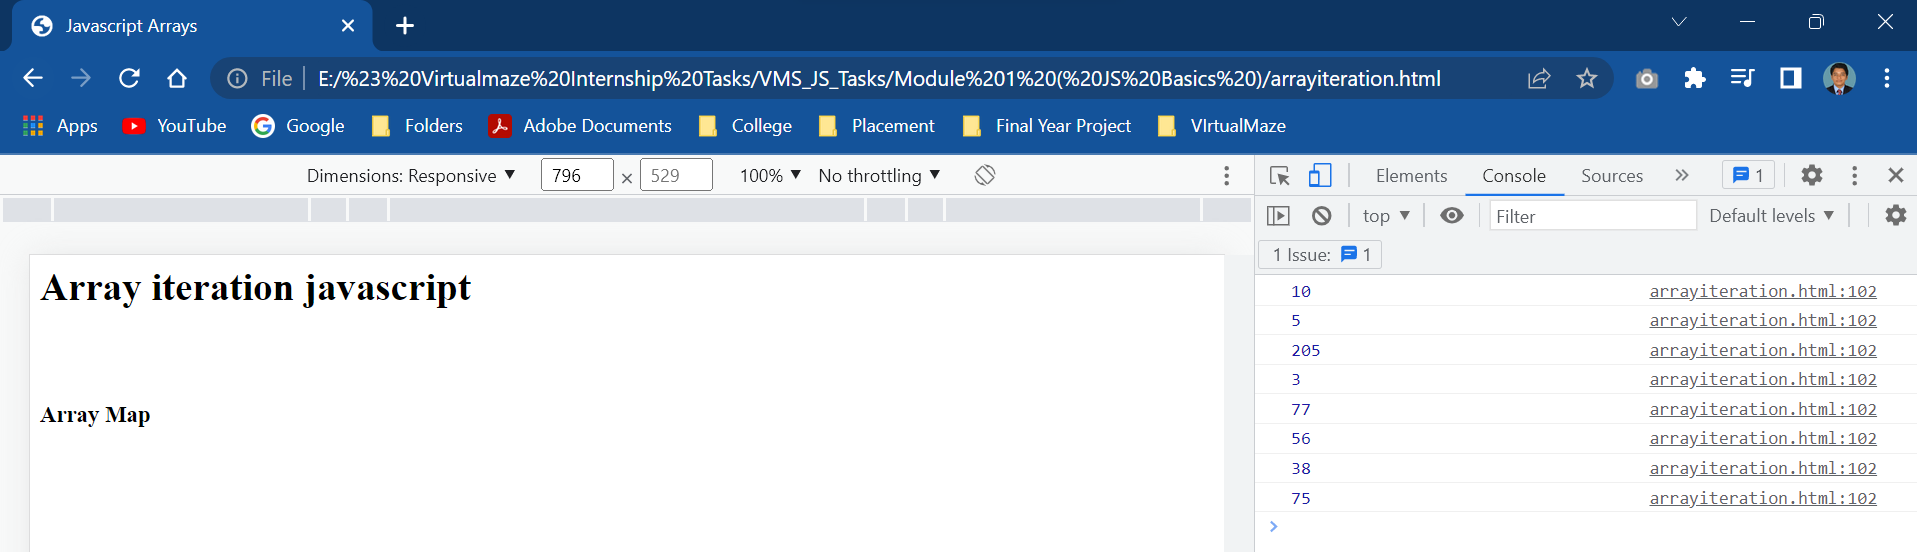 Javascript Arrays
File E:/%23%20Virtualmaze%20Internship%20Tasks/VMS_JS_Tasks/Module%201%20(%20JS%20Basics%20)/arrayiteration.html
Apps YouTube Google Folders Adobe Documents College Placement Final Year Project VIrtualMaze
Dimensions: Responsive ▼ 796 × 529 100% ▼ No throttling ▼
Elements Console Sources » 1
top ▼ Filter Default levels ▼
1 Issue: 1
Array iteration javascript
Array Map
10 arrayiteration.html:102
5 arrayiteration.html:102
205 arrayiteration.html:102
3 arrayiteration.html:102
77 arrayiteration.html:102
56 arrayiteration.html:102
38 arrayiteration.html:102
75 arrayiteration.html:102